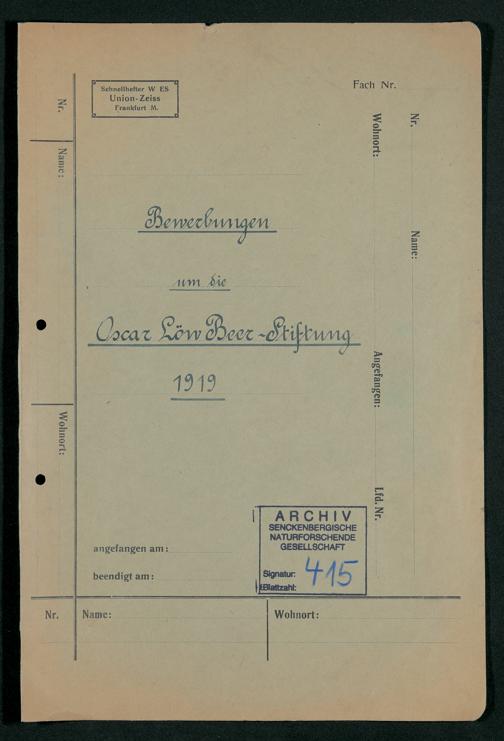 Schnellhefter W ES
Union-Zeiss
Frankfurt M.
Fach Nr.
Nr.
Name:
Wohnort:
Nr.
Name:
Wohnort:
Angefangen:
Lfd. Nr.
Bewerbungen
um die
Oscar Löw Beer-Stiftung
1919
angefangen am:
beendigt am:
ARCHIV
SENCKENBERGISCHE
NATURFORSCHENDE
GESELLSCHAFT
Signatur: 415
Blattzahl:
Nr.
Name:
Wohnort: